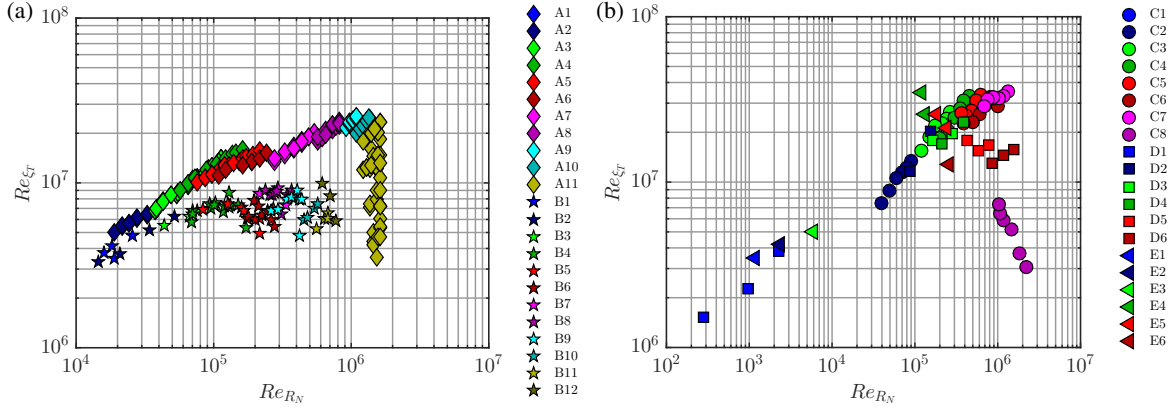 (a)
10^8
10^7
10^6
Re_{ξ_T}
10^4
10^5
10^6
10^7
Re_{R_N}
A1
A2
A3
A4
A5
A6
A7
A8
A9
A10
A11
B1
B2
B3
B4
B5
B6
B7
B8
B9
B10
B11
B12
(b)
10^8
10^7
10^6
Re_{ξ_T}
10^2
10^3
10^4
10^5
10^6
10^7
Re_{R_N}
C1
C2
C3
C4
C5
C6
C7
C8
D1
D2
D3
D4
D5
D6
E1
E2
E3
E4
E5
E6